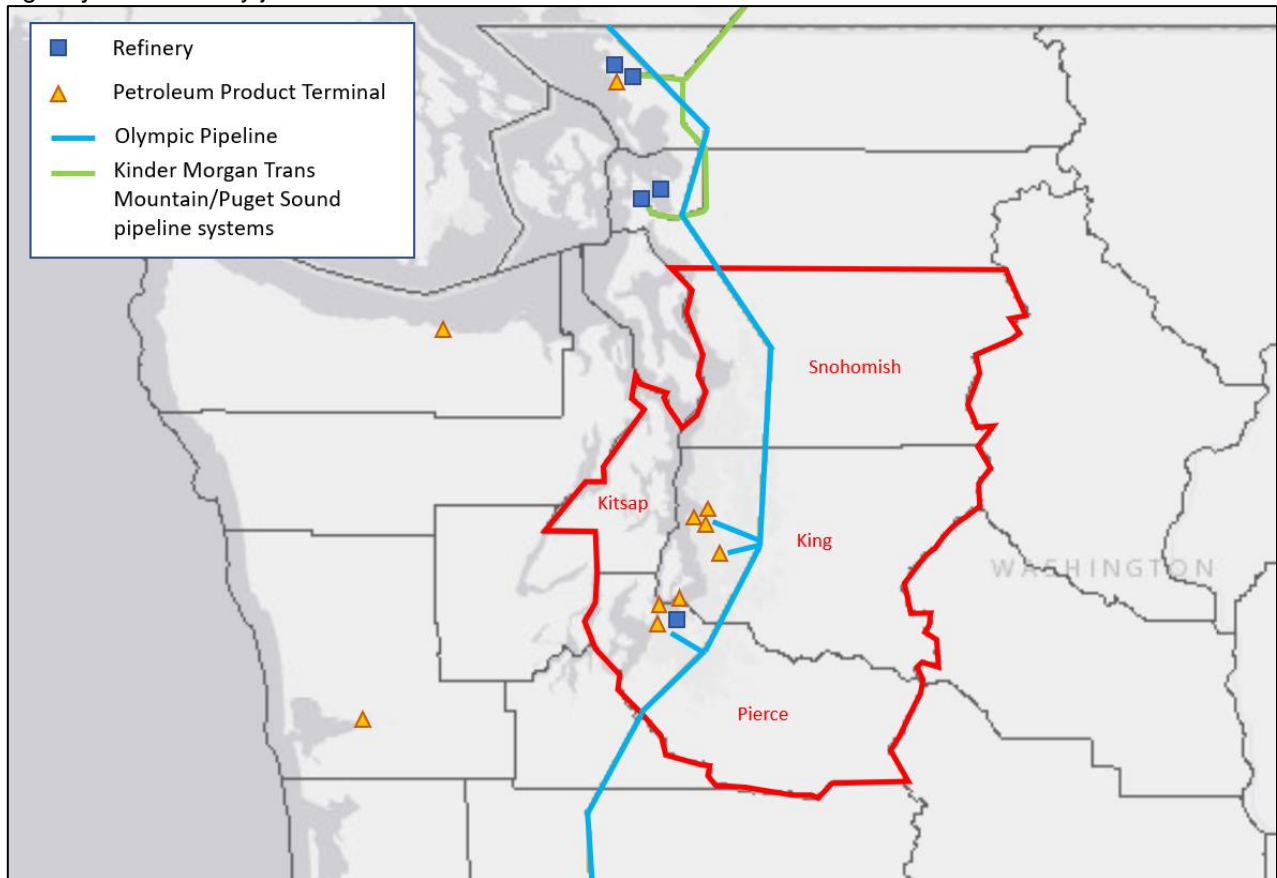 Refinery
Petroleum Product Terminal
Olympic Pipeline
Kinder Morgan Trans
Mountain/Puget Sound
pipeline systems
Snohomish
Kitsap
King
WASHINGTON
Pierce